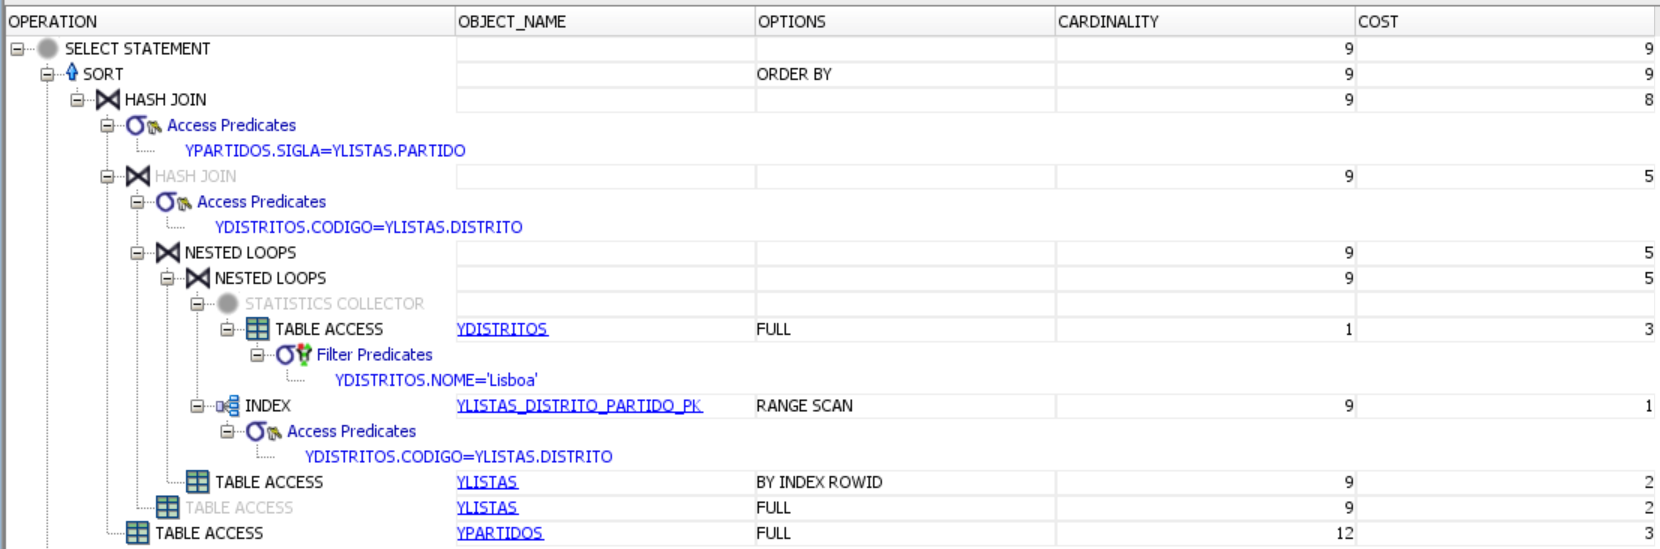 OPERATION OBJECT_NAME OPTIONS CARDINALITY COST
SELECT STATEMENT 9 9
SORT ORDER BY 9 9
HASH JOIN 9 8
Access Predicates
YPARTIDOS.SIGLA=YLISTAS.PARTIDO
HASH JOIN 9 5
Access Predicates
YDISTRITOS.CODIGO=YLISTAS.DISTRITO
NESTED LOOPS 9 5
NESTED LOOPS 9 5
STATISTICS COLLECTOR
TABLE ACCESS YDISTRITOS FULL 1 3
Filter Predicates
YDISTRITOS.NOME='Lisboa'
INDEX YLISTAS_DISTRITO_PARTIDO_PK RANGE SCAN 9 1
Access Predicates
YDISTRITOS.CODIGO=YLISTAS.DISTRITO
TABLE ACCESS YLISTAS BY INDEX ROWID 9 2
TABLE ACCESS YLISTAS FULL 9 2
TABLE ACCESS YPARTIDOS FULL 12 3